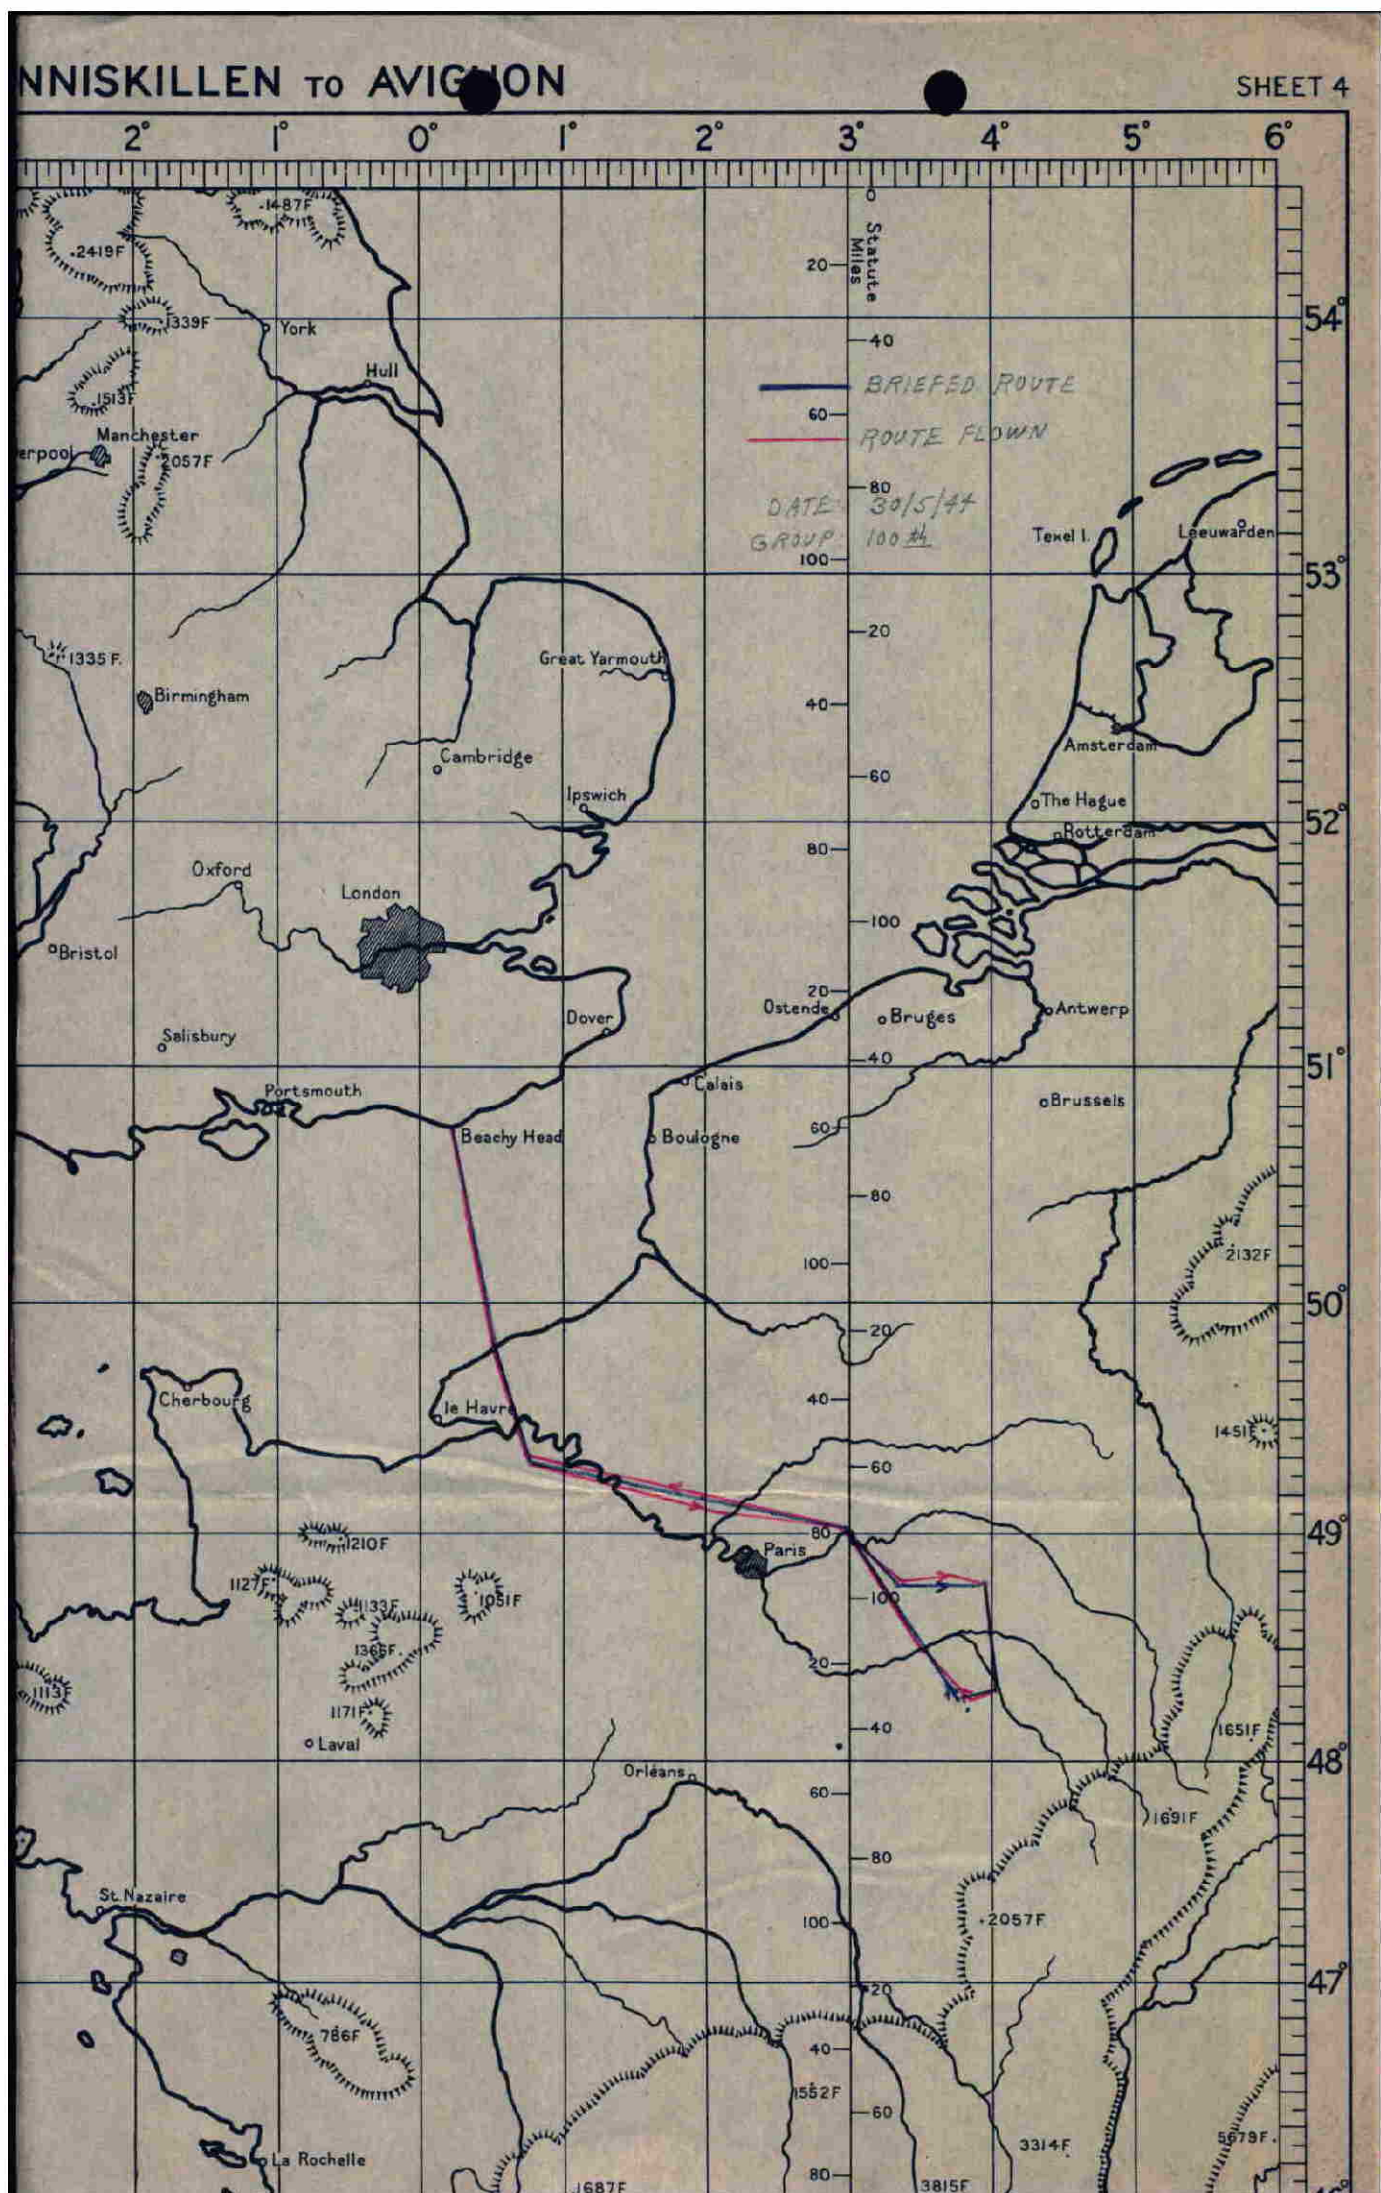 NNISKILLEN TO AVIGNON
SHEET 4
2° 1° 0° 1° 2° 3° 4° 5° 6°
0
Statute
Miles
.1487F
.2419F
20
54°
1339F
York
40
Hull
BRIEFED ROUTE
.1513F
60
Manchester
ROUTE FLOWN
erpool
2057F
80
DATE: 30/5/44
Texel I.
Leeuwarden
GROUP: 100 th
100
53°
20
1335 F.
Great Yarmouth
Birmingham
40
Amsterdam
Cambridge
60
Ipswich
The Hague
52°
Rotterdam
80
Oxford
London
100
Bristol
20
Ostende
Bruges
Antwerp
Dover
Salisbury
40
51°
Calais
Portsmouth
Brussels
60
Beachy Head
Boulogne
80
2132F
100
50°
20
Cherbourg
40
le Havre
1451F
60
80
49°
1210F
Paris
1127F
100
1133F
1051F
1366F.
20
1113
1171F
40
1651F
Laval
48°
Orléans
60
1691F
80
St. Nazaire
100
.2057F
47°
20
786F
40
1552F
60
3314F
5679F.
La Rochelle
80
1687F
3815F